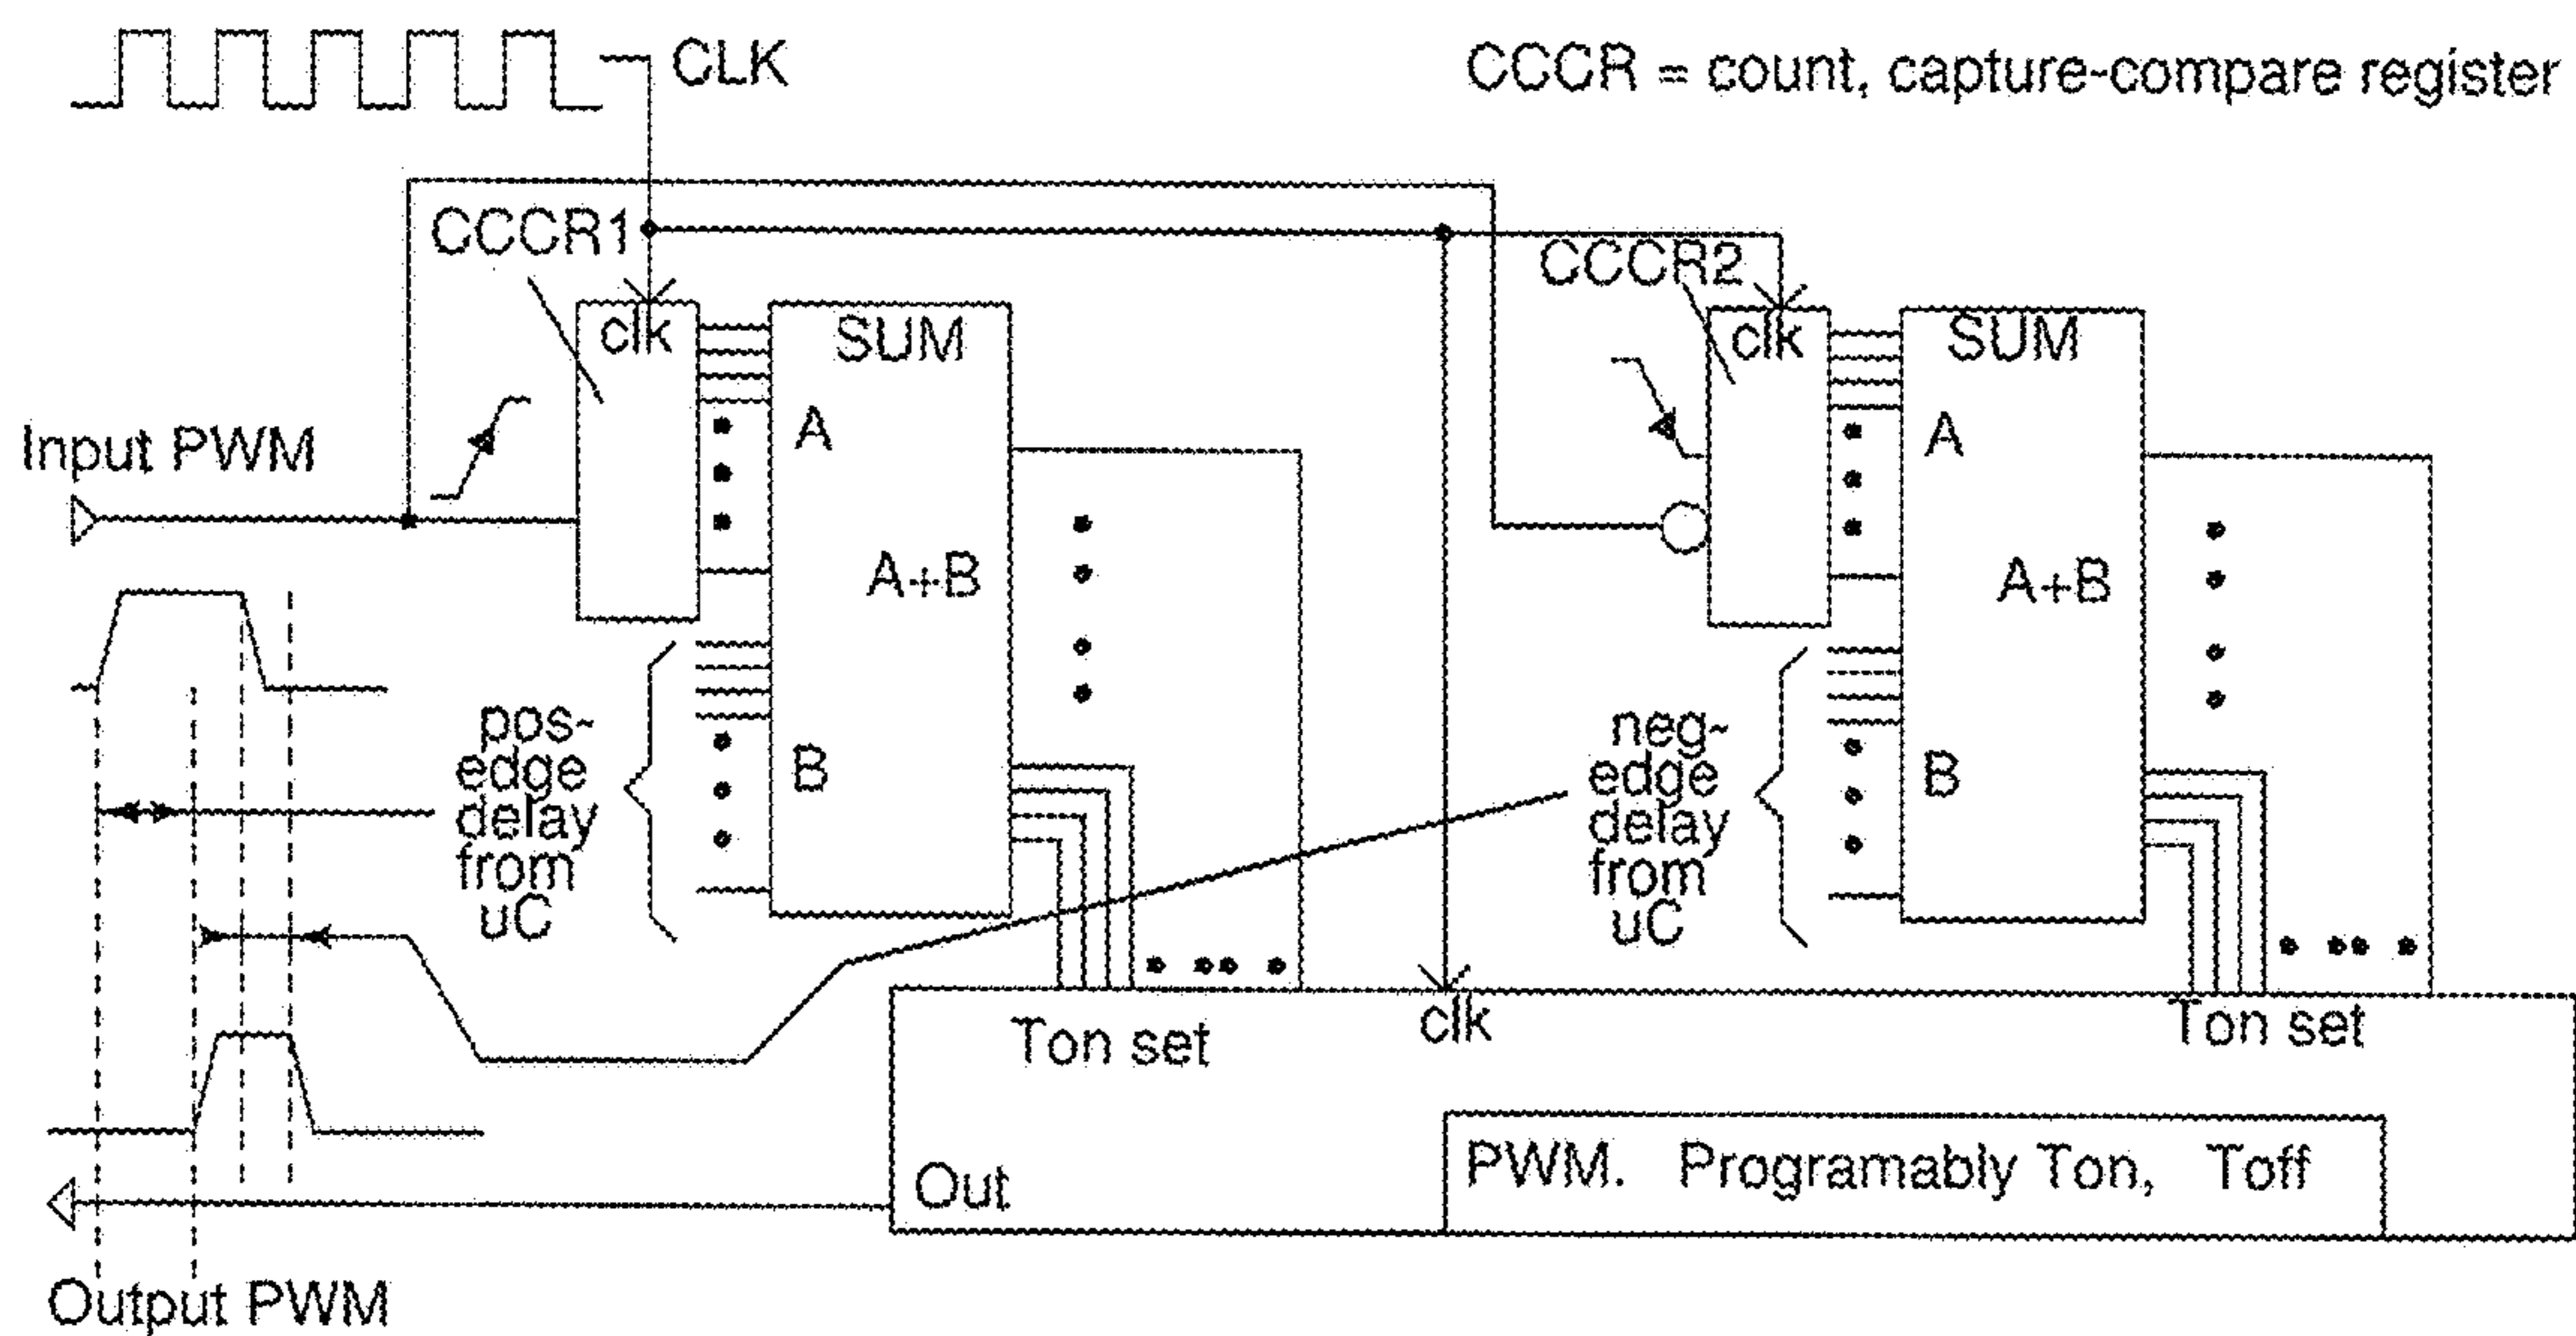 CLK
CCCR = count, capture-compare register
CCCR1
CCCR2
clk
SUM
clk
SUM
Input PWM
A
A
A+B
A+B
pos-
edge
delay
from
uC
B
neg-
edge
delay
from
uC
B
Ton set
clk
Ton set
Out
PWM. Programably Ton, Toff
Output PWM